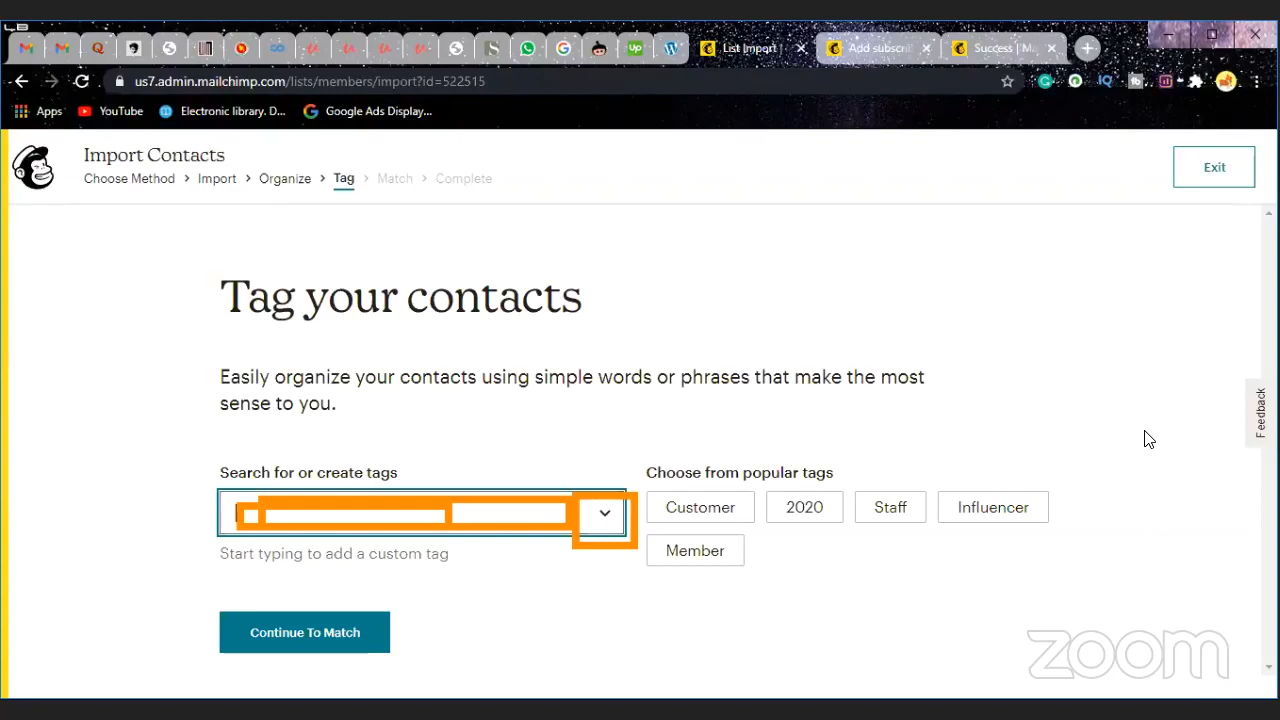 List Import
Add subscri
Success | M
us7.admin.mailchimp.com/lists/members/import?id=522515
Apps YouTube Electronic library. D... Google Ads Display...
Import Contacts
Choose Method > Import > Organize > Tag > Match > Complete
Exit
Tag your contacts
Easily organize your contacts using simple words or phrases that make the most
sense to you.
Feedback
Search for or create tags
Start typing to add a custom tag
Choose from popular tags
Customer 2020 Staff Influencer
Member
Continue To Match
zoom